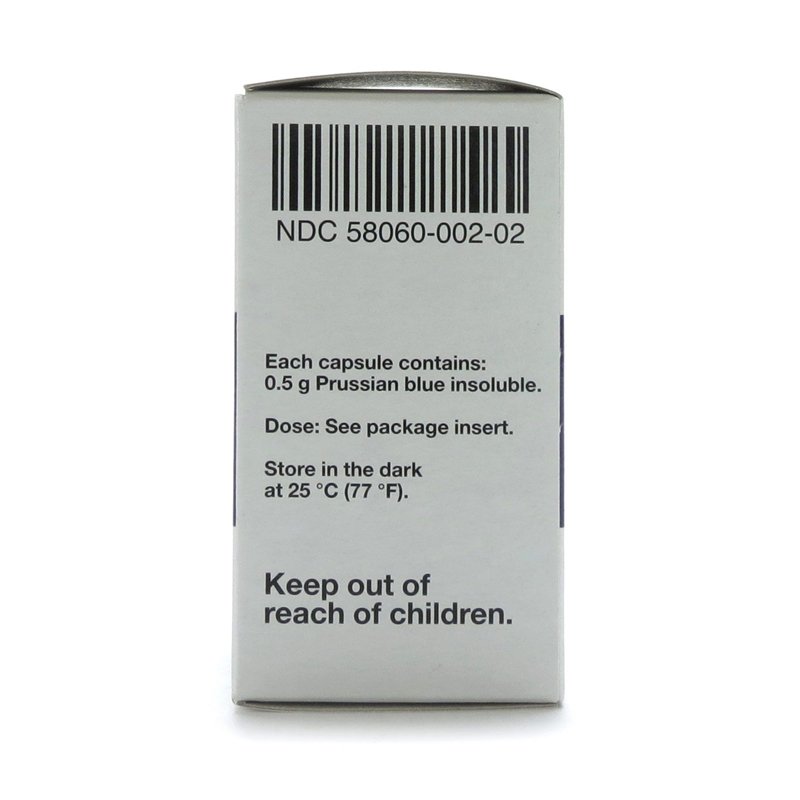 NDC 58060-002-02
Each capsule contains:
0.5 g Prussian blue insoluble.
Dose: See package insert.
Store in the dark
at 25 °C (77 °F).
Keep out of
reach of children.